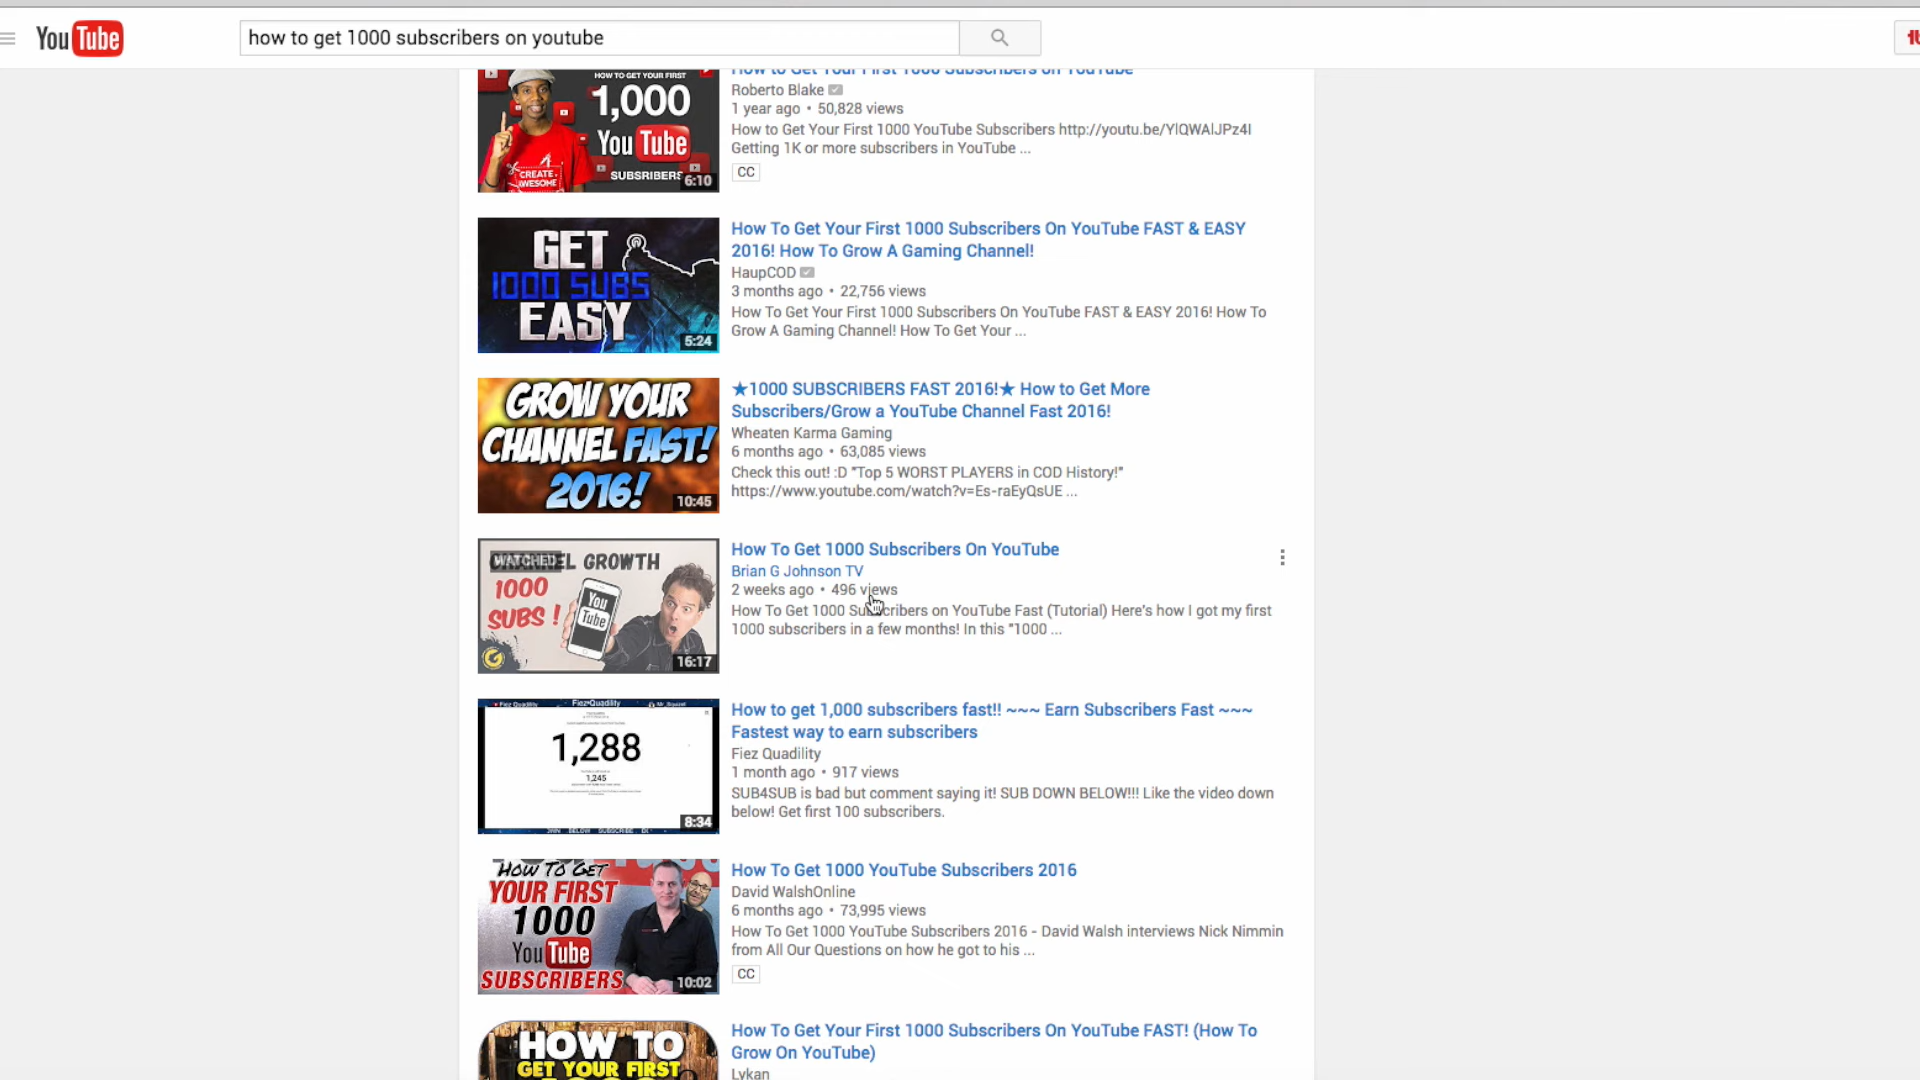 YouTube
how to get 1000 subscribers on youtube
How to Get Your First 1000 Subscribers on YouTube
HOW TO GET YOUR FIRST
1,000
YouTube
SUBSRIBERS
CREATE
AWESOME
6:10
Roberto Blake
1 year ago • 50,828 views
How to Get Your First 1000 YouTube Subscribers http://youtu.be/YlQWAlJPz4I
Getting 1K or more subscribers in YouTube ...
CC
GET
1000 SUBS
EASY
5:24
How To Get Your First 1000 Subscribers On YouTube FAST & EASY
2016! How To Grow A Gaming Channel!
HaupCOD
3 months ago • 22,756 views
How To Get Your First 1000 Subscribers On YouTube FAST & EASY 2016! How To
Grow A Gaming Channel! How To Get Your ...
GROW YOUR
CHANNEL FAST!
2016!
10:45
★1000 SUBSCRIBERS FAST 2016!★ How to Get More
Subscribers/Grow a YouTube Channel Fast 2016!
Wheaten Karma Gaming
6 months ago • 63,085 views
Check this out! :D "Top 5 WORST PLAYERS in COD History!"
https://www.youtube.com/watch?v=Es-raEyQsUE ...
WATCHED
CHANNEL GROWTH
1000
SUBS !
You
Tube
16:17
How To Get 1000 Subscribers On YouTube
Brian G Johnson TV
2 weeks ago • 496 views
How To Get 1000 Subscribers on YouTube Fast (Tutorial) Here's how I got my first
1000 subscribers in a few months! In this "1000 ...
Fiez Quadility
FiezQuadility
1,288
1,245
8:34
How to get 1,000 subscribers fast!! ~~~ Earn Subscribers Fast ~~~
Fastest way to earn subscribers
Fiez Quadility
1 month ago • 917 views
SUB4SUB is bad but comment saying it! SUB DOWN BELOW!!! Like the video down
below! Get first 100 subscribers.
HOW TO GET
YOUR FIRST
1000
YouTube
SUBSCRIBERS
10:02
How To Get 1000 YouTube Subscribers 2016
David WalshOnline
6 months ago • 73,995 views
How To Get 1000 YouTube Subscribers 2016 - David Walsh interviews Nick Nimmin
from All Our Questions on how he got to his ...
CC
HOW TO
GET YOUR FIRST
How To Get Your First 1000 Subscribers On YouTube FAST! (How To
Grow On YouTube)
Lykan